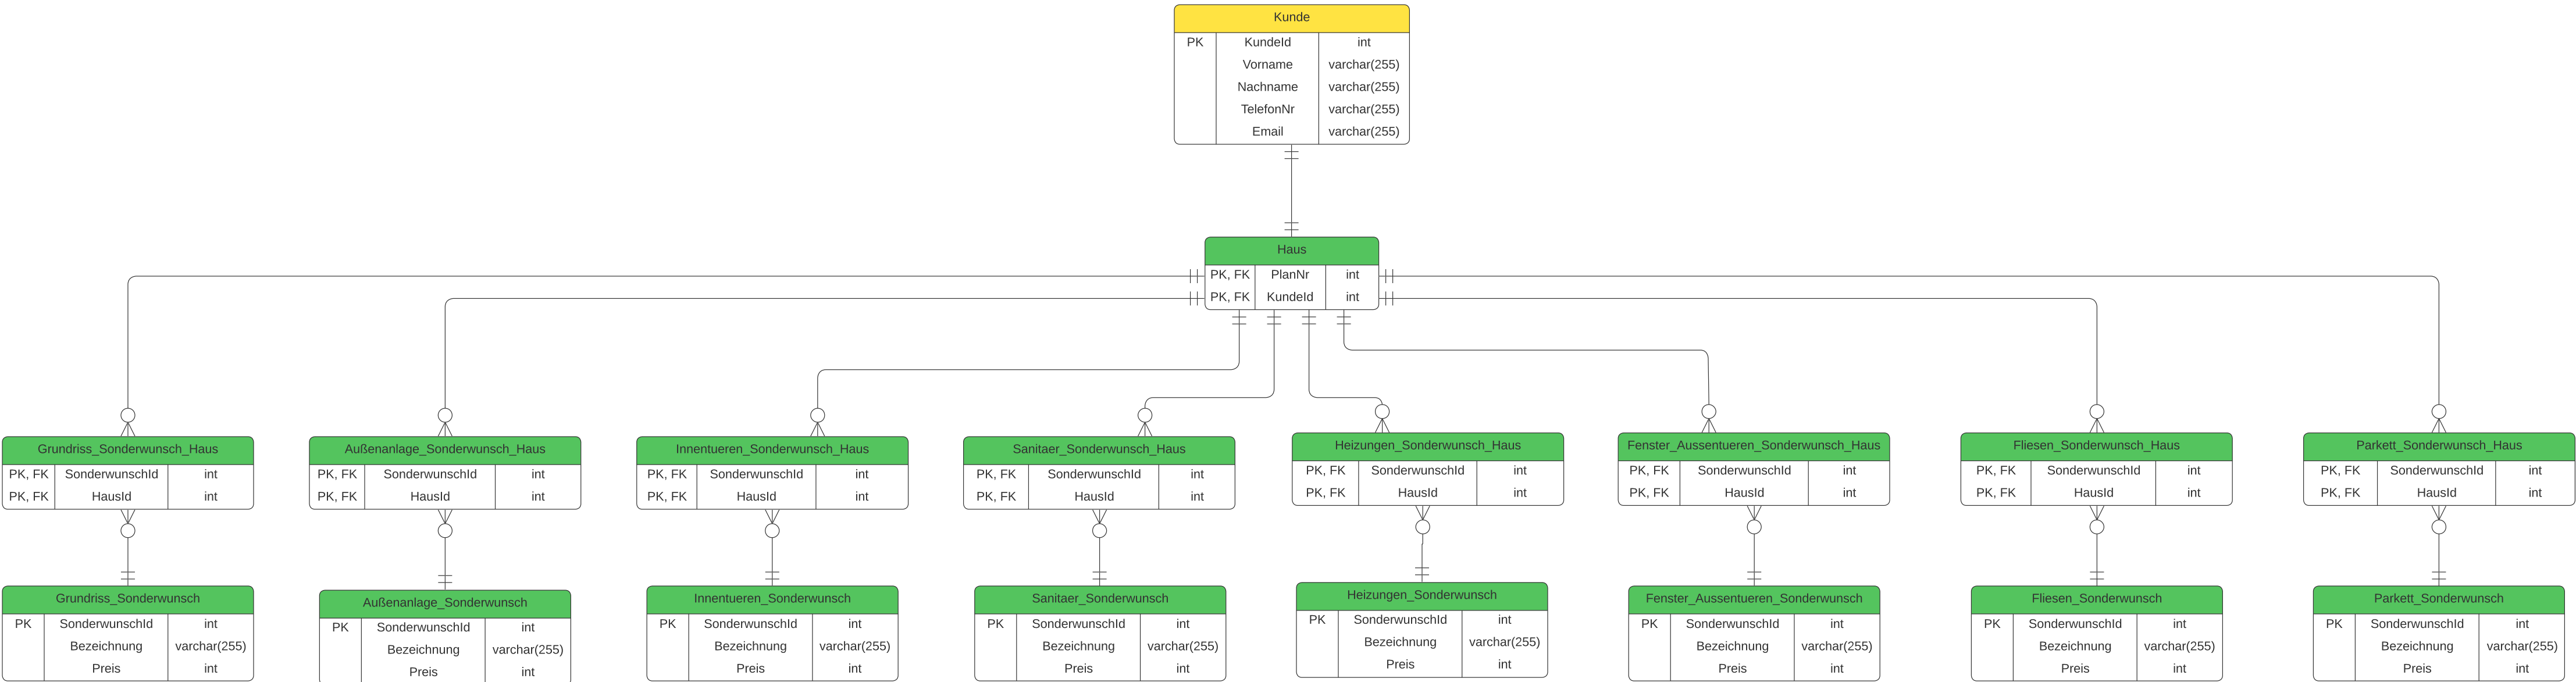 Kunde
PK KundeId int
Vorname varchar(255)
Nachname varchar(255)
TelefonNr varchar(255)
Email varchar(255)
Haus
PK, FK PlanNr int
PK, FK KundeId int
Grundriss_Sonderwunsch_Haus
PK, FK SonderwunschId int
PK, FK HausId int
Außenanlage_Sonderwunsch_Haus
PK, FK SonderwunschId int
PK, FK HausId int
Innentueren_Sonderwunsch_Haus
PK, FK SonderwunschId int
PK, FK HausId int
Sanitaer_Sonderwunsch_Haus
PK, FK SonderwunschId int
PK, FK HausId int
Heizungen_Sonderwunsch_Haus
PK, FK SonderwunschId int
PK, FK HausId int
Fenster_Aussentueren_Sonderwunsch_Haus
PK, FK SonderwunschId int
PK, FK HausId int
Fliesen_Sonderwunsch_Haus
PK, FK SonderwunschId int
PK, FK HausId int
Parkett_Sonderwunsch_Haus
PK, FK SonderwunschId int
PK, FK HausId int
Grundriss_Sonderwunsch
PK SonderwunschId int
Bezeichnung varchar(255)
Preis int
Außenanlage_Sonderwunsch
PK SonderwunschId int
Bezeichnung varchar(255)
Preis int
Innentueren_Sonderwunsch
PK SonderwunschId int
Bezeichnung varchar(255)
Preis int
Sanitaer_Sonderwunsch
PK SonderwunschId int
Bezeichnung varchar(255)
Preis int
Heizungen_Sonderwunsch
PK SonderwunschId int
Bezeichnung varchar(255)
Preis int
Fenster_Aussentueren_Sonderwunsch
PK SonderwunschId int
Bezeichnung varchar(255)
Preis int
Fliesen_Sonderwunsch
PK SonderwunschId int
Bezeichnung varchar(255)
Preis int
Parkett_Sonderwunsch
PK SonderwunschId int
Bezeichnung varchar(255)
Preis int